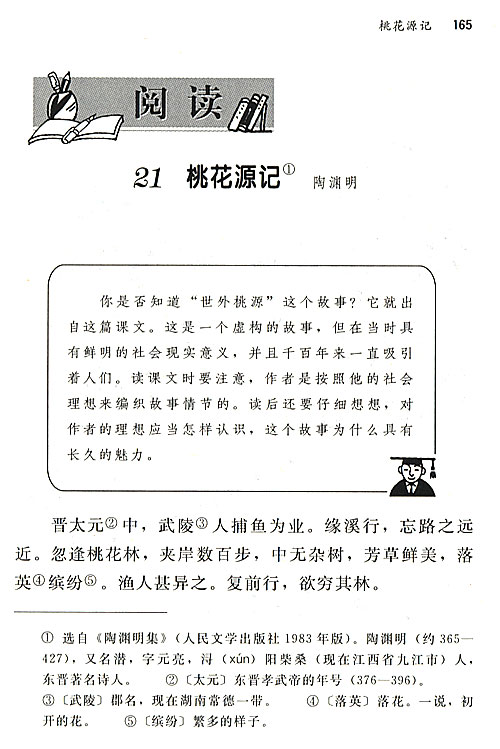 桃花源记 165
阅读
21 桃花源记① 陶渊明
你是否知道“世外桃源”这个故事？它就出
自这篇课文。这是一个虚构的故事，但在当时具
有鲜明的社会现实意义，并且千百年来一直吸引
着人们。读课文时要注意，作者是按照他的社会
理想来编织故事情节的。读后还要仔细想想，对
作者的理想应当怎样认识，这个故事为什么具有
长久的魅力。
晋太元②中，武陵③人捕鱼为业。缘溪行，忘路之远
近。忽逢桃花林，夹岸数百步，中无杂树，芳草鲜美，落
英④缤纷⑤。渔人甚异之。复前行，欲穷其林。
① 选自《陶渊明集》（人民文学出版社1983年版）。陶渊明（约365—
427），又名潜，字元亮，浔（xún）阳柴桑（现在江西省九江市）人，
东晋著名诗人。 ②〔太元〕东晋孝武帝的年号（376—396）。
③〔武陵〕郡名，现在湖南常德一带。 ④〔落英〕落花。一说，初
开的花。 ⑤〔缤纷〕繁多的样子。